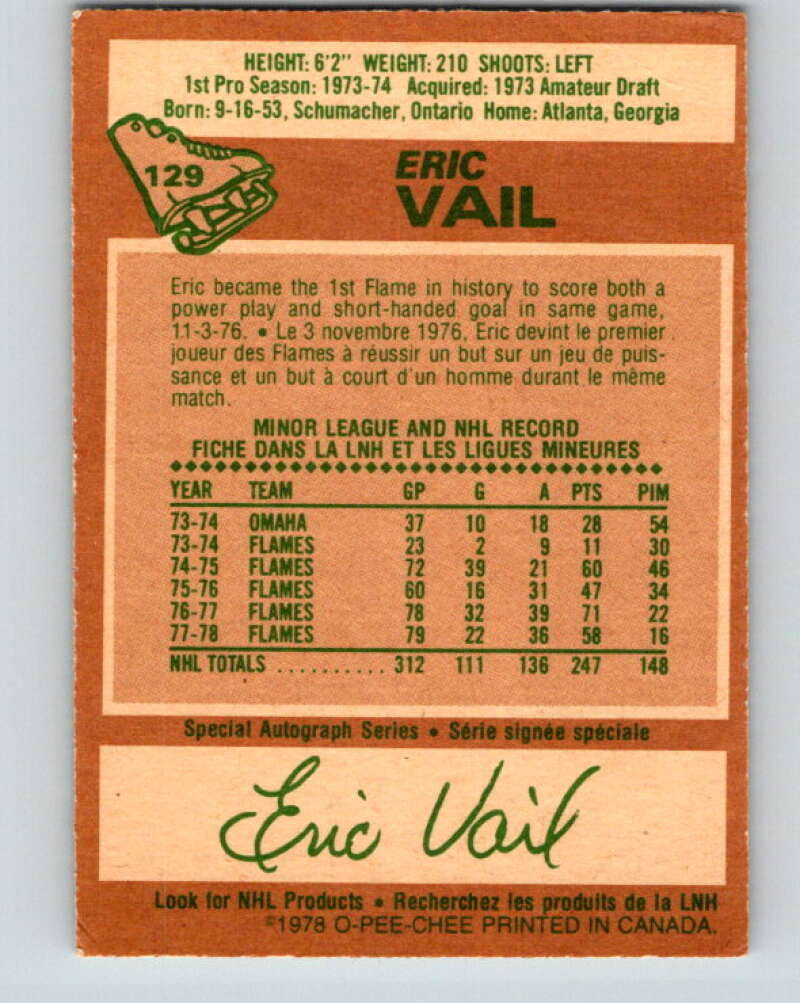 HEIGHT: 6'2" WEIGHT: 210 SHOOTS: LEFT
1st Pro Season: 1973-74 Acquired: 1973 Amateur Draft
Born: 9-16-53, Schumacher, Ontario Home: Atlanta, Georgia
129
ERIC
VAIL
Eric became the 1st Flame in history to score both a
power play and short-handed goal in same game,
11-3-76. • Le 3 novembre 1976, Eric devint le premier
joueur des Flames à réussir un but sur un jeu de puis-
sance et un but à court d'un homme durant le même
match.
MINOR LEAGUE AND NHL RECORD
FICHE DANS LA LNH ET LES LIGUES MINEURES
YEAR TEAM GP G A PTS PIM
73-74 OMAHA 37 10 18 28 54
73-74 FLAMES 23 2 9 11 30
74-75 FLAMES 72 39 21 60 46
75-76 FLAMES 60 16 31 47 34
76-77 FLAMES 78 32 39 71 22
77-78 FLAMES 79 22 36 58 16
NHL TOTALS .......... 312 111 136 247 148
Special Autograph Series • Série signée spéciale
Eric Vail
Look for NHL Products • Recherchez les produits de la LNH
©1978 O-PEE-CHEE PRINTED IN CANADA.